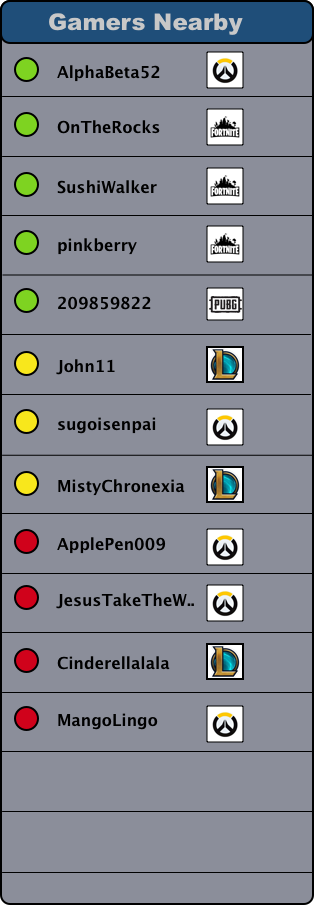 Gamers Nearby
AlphaBeta52
OnTheRocks
FORTNITE
SushiWalker
FORTNITE
pinkberry
FORTNITE
209859822
PUBG
John11
L
sugoisenpai
MistyChronexia
L
ApplePen009
JesusTakeTheW..
Cinderellalala
L
MangoLingo